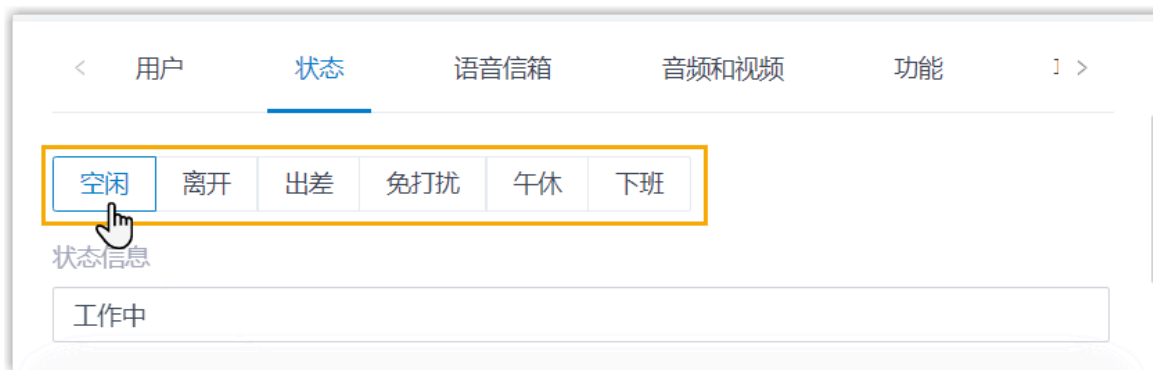 用户 状态 语音信箱 音频和视频 功能
空闲 离开 出差 免打扰 午休 下班
状态信息
工作中